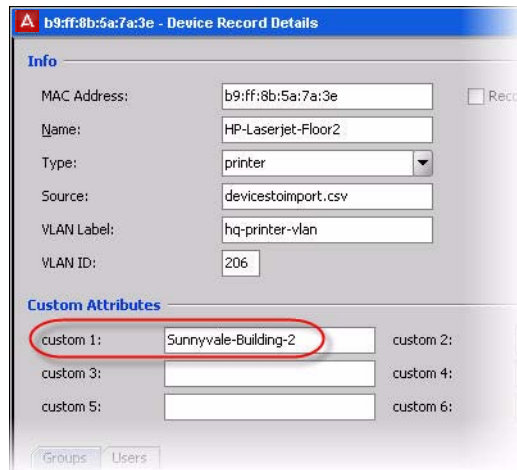 A b9:ff:8b:5a:7a:3e - Device Record Details
Info
MAC Address: b9:ff:8b:5a:7a:3e
Name: HP-Laserjet-Floor2
Type: printer
Source: devicestoimport.csv
VLAN Label: hq-printer-vlan
VLAN ID: 206
Custom Attributes
custom 1: Sunnyvale-Building-2 custom 2:
custom 3: custom 4:
custom 5: custom 6:
Groups Users